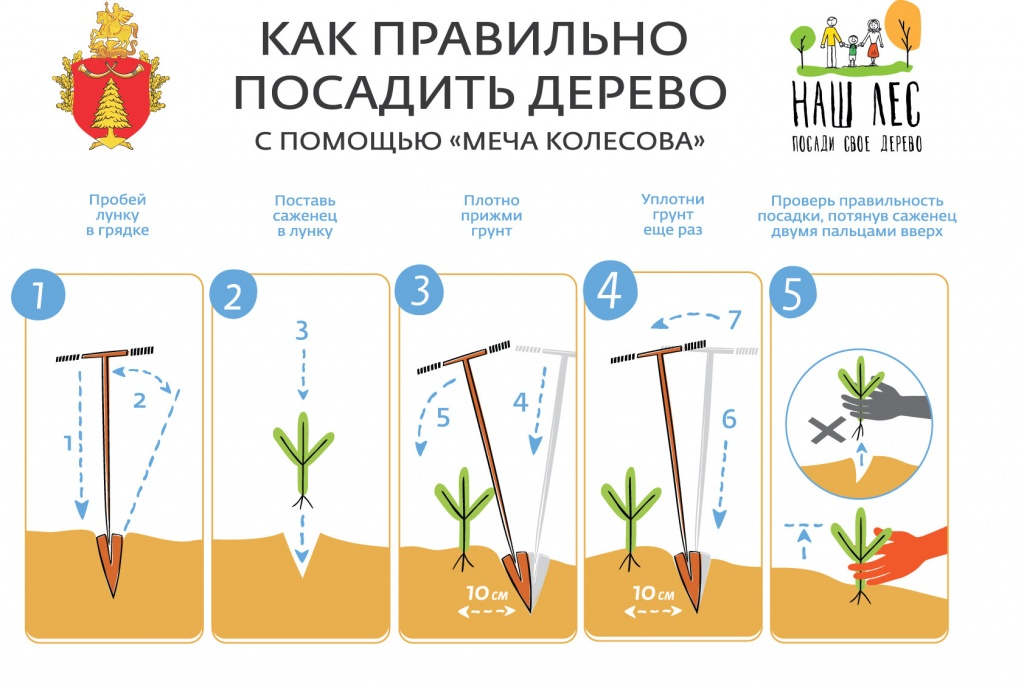 КАК ПРАВИЛЬНО
ПОСАДИТЬ ДЕРЕВО
С ПОМОЩЬЮ «МЕЧА КОЛЕСОВА»
НАШ ЛЕС
ПОСАДИ СВОЕ ДЕРЕВО
Пробей
лунку
в грядке
Поставь
саженец
в лунку
Плотно
прижми
грунт
Уплотни
грунт
еще раз
Проверь правильность
посадки, потянув саженец
двумя пальцами вверх
1
2
3
4
5
1
2
3
5
4
10 см
7
6
10 см